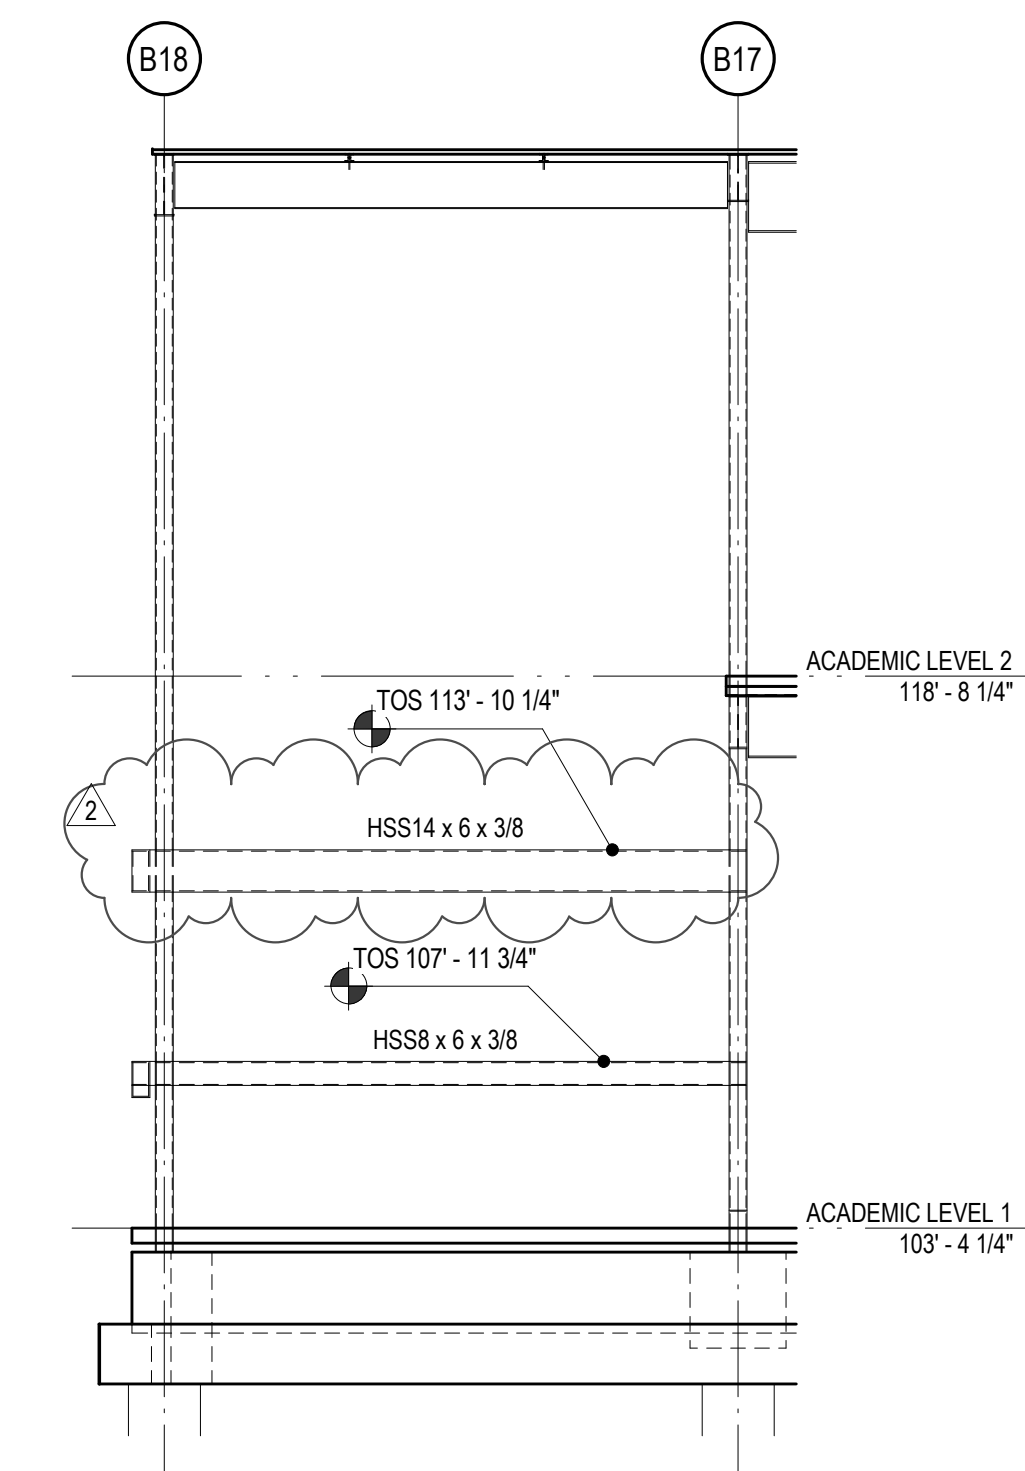 B18
B17
ACADEMIC LEVEL 2
118' - 8 1/4"
TOS 113' - 10 1/4"
2
HSS14 x 6 x 3/8
TOS 107' - 11 3/4"
HSS8 x 6 x 3/8
ACADEMIC LEVEL 1
103' - 4 1/4"